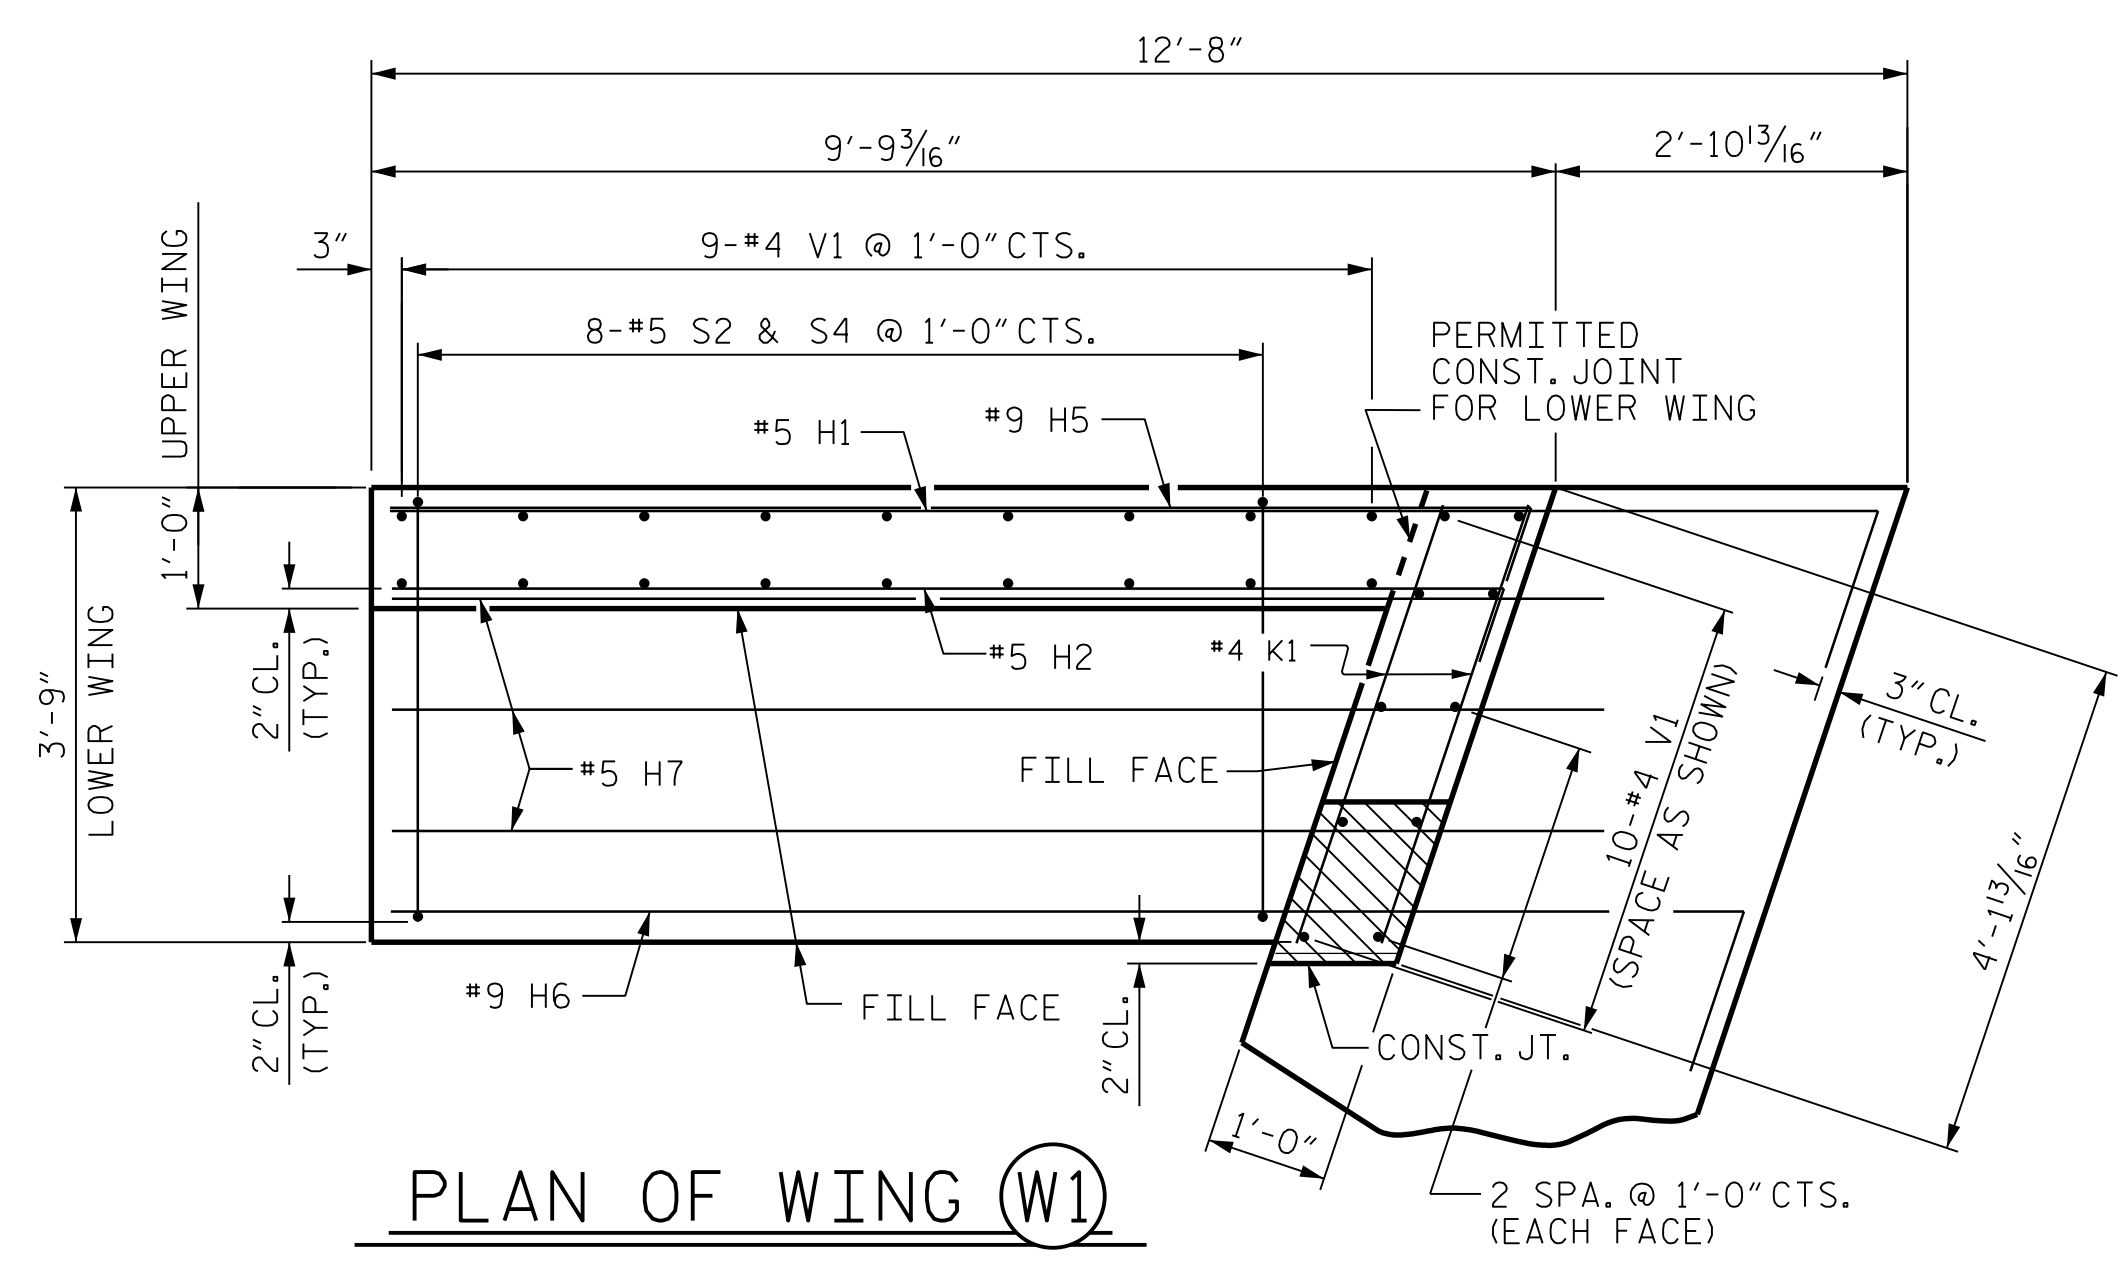 12'-8"
9'-9 3/16"
2'-10 13/16"
3"
9-#4 V1 @ 1'-0" CTS.
8-#5 S2 & S4 @ 1'-0" CTS.
PERMITTED
CONST. JOINT
FOR LOWER WING
#5 H1
#9 H5
UPPER WING
1'-0"
3'-9"
LOWER WING
2" CL.
(TYP.)
#5 H2
#4 K1
#5 H7
FILL FACE
10-#4 V1
(SPACE AS SHOWN)
3" CL.
(TYP.)
4'-1 13/16"
2" CL.
(TYP.)
#9 H6
FILL FACE
2" CL.
CONST. JT.
1'-0"
2 SPA. @ 1'-0" CTS.
(EACH FACE)
PLAN OF WING W1